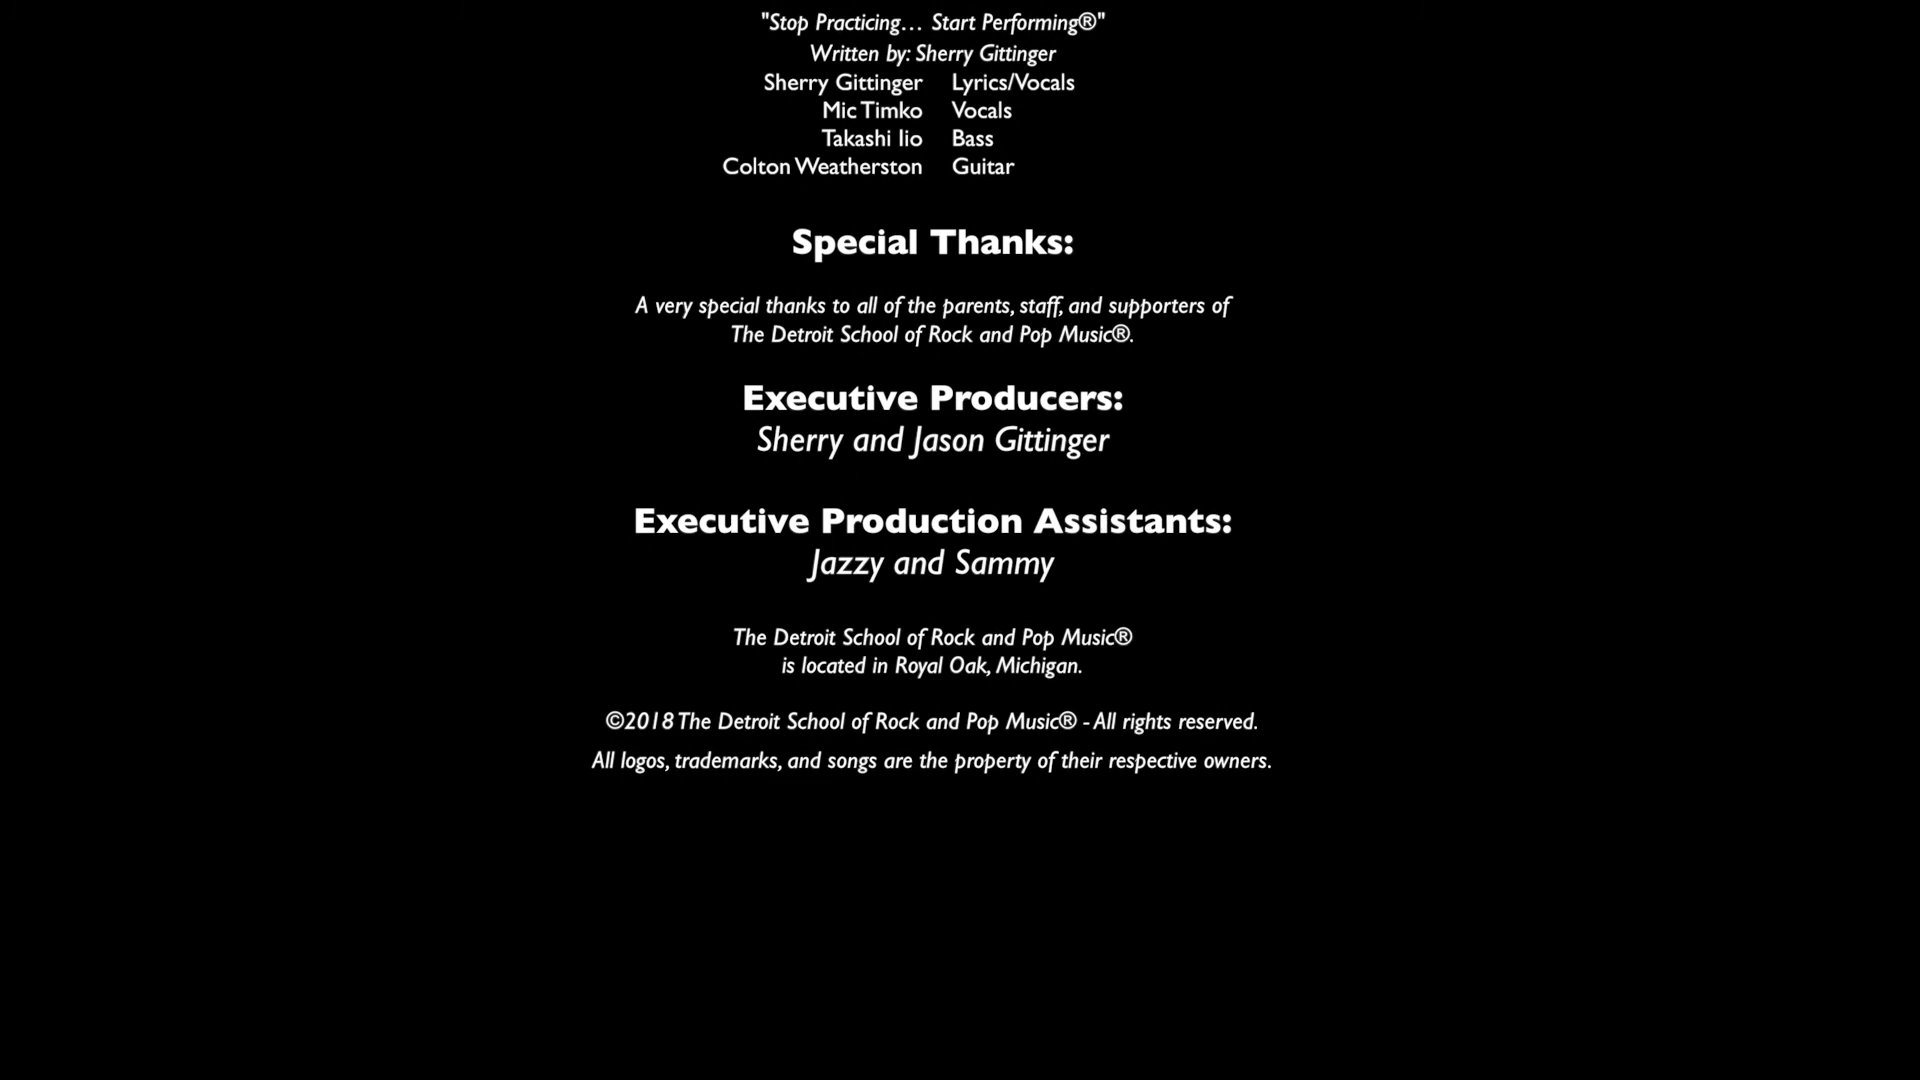 "Stop Practicing… Start Performing®"
Written by: Sherry Gittinger
Sherry Gittinger Lyrics/Vocals
Mic Timko Vocals
Takashi Iio Bass
Colton Weatherston Guitar
Special Thanks:
A very special thanks to all of the parents, staff, and supporters of
The Detroit School of Rock and Pop Music®.
Executive Producers:
Sherry and Jason Gittinger
Executive Production Assistants:
Jazzy and Sammy
The Detroit School of Rock and Pop Music®
is located in Royal Oak, Michigan.
©2018 The Detroit School of Rock and Pop Music® - All rights reserved.
All logos, trademarks, and songs are the property of their respective owners.